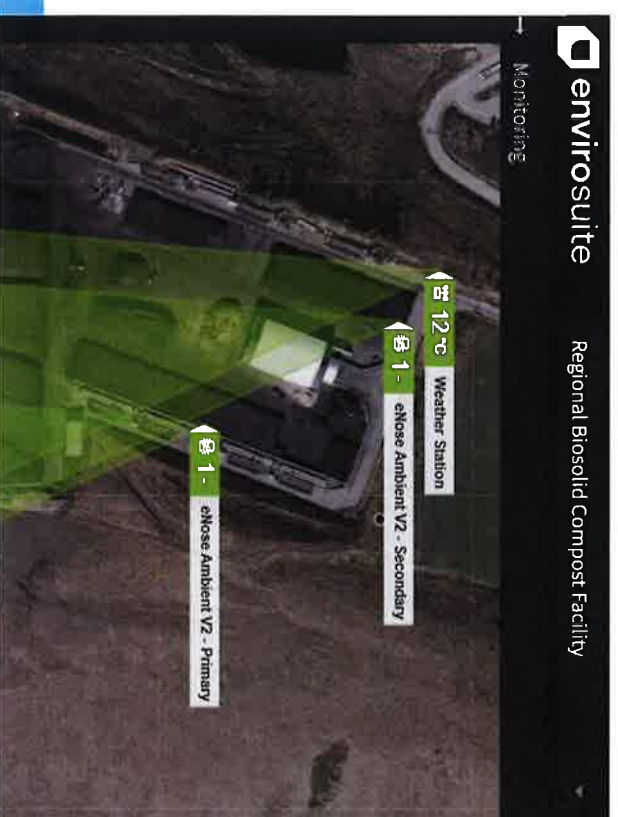 envirosuite
Regional Biosolid Compost Facility
Monitoring
12 °C Weather Station
1 - eNose Ambient V2 - Secondary
1 - eNose Ambient V2 - Primary